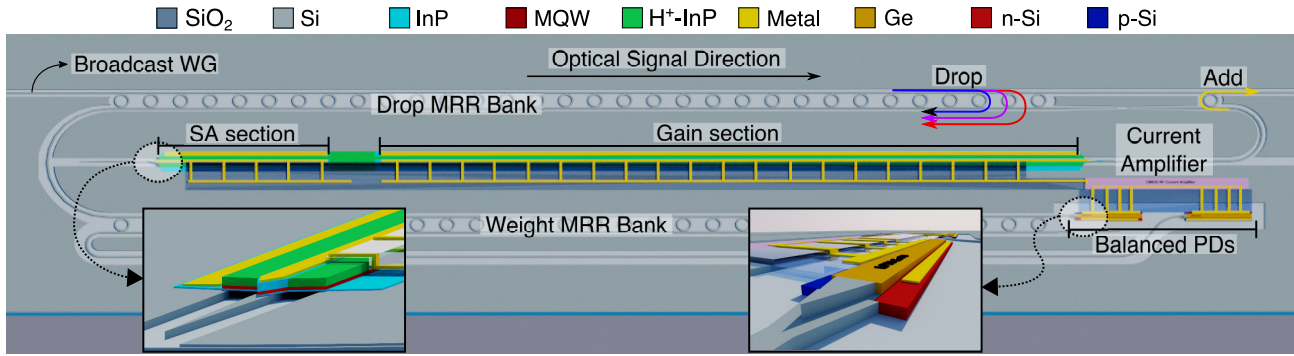 SiO2 Si InP MQW H+-InP Metal Ge n-Si p-Si
Broadcast WG
Optical Signal Direction
Drop
Add
Drop MRR Bank
SA section
Gain section
Current
Amplifier
Weight MRR Bank
Balanced PDs